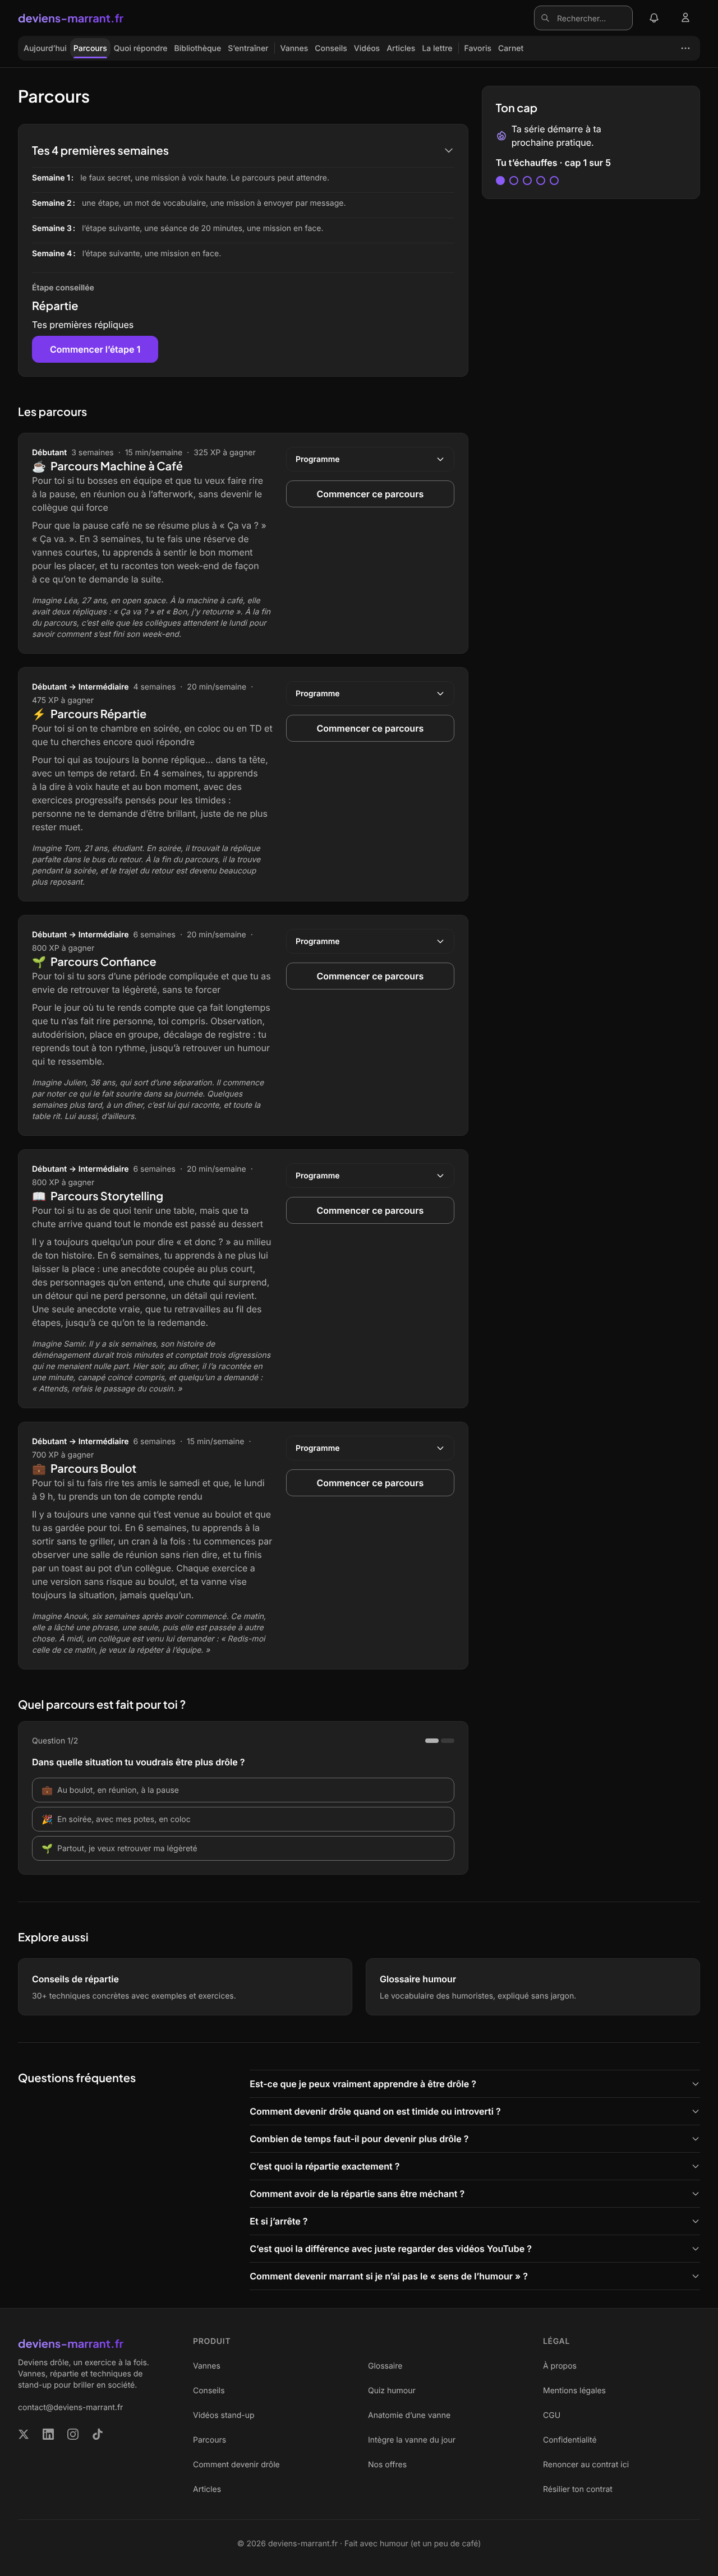 deviens-marrant.fr
Rechercher...
Aujourd'hui Parcours Quoi répondre Bibliothèque S'entraîner Vannes Conseils Vidéos Articles La lettre Favoris Carnet
Parcours
Tes 4 premières semaines
Semaine 1 : le faux secret, une mission à voix haute. Le parcours peut attendre.
Semaine 2 : une étape, un mot de vocabulaire, une mission à envoyer par message.
Semaine 3 : l'étape suivante, une séance de 20 minutes, une mission en face.
Semaine 4 : l'étape suivante, une mission en face.
Étape conseillée
Répartie
Tes premières répliques
Commencer l'étape 1
Ton cap
Ta série démarre à ta
prochaine pratique.
Tu t'échauffes · cap 1 sur 5
Les parcours
Débutant 3 semaines · 15 min/semaine · 325 XP à gagner
☕ Parcours Machine à Café
Pour toi si tu bosses en équipe et que tu veux faire rire
à la pause, en réunion ou à l'afterwork, sans devenir le
collègue qui force
Pour que la pause café ne se résume plus à « Ça va ? »
« Ça va. ». En 3 semaines, tu te fais une réserve de
vannes courtes, tu apprends à sentir le bon moment
pour les placer, et tu racontes ton week-end de façon
à ce qu'on te demande la suite.
Imagine Léa, 27 ans, en open space. À la machine à café, elle
avait deux répliques : « Ça va ? » et « Bon, j'y retourne ». À la fin
du parcours, c'est elle que les collègues attendent le lundi pour
savoir comment s'est fini son week-end.
Programme
Commencer ce parcours
Débutant → Intermédiaire 4 semaines · 20 min/semaine ·
475 XP à gagner
⚡ Parcours Répartie
Pour toi si on te chambre en soirée, en coloc ou en TD et
que tu cherches encore quoi répondre
Pour toi qui as toujours la bonne réplique... dans ta tête,
avec un temps de retard. En 4 semaines, tu apprends
à la dire à voix haute et au bon moment, avec des
exercices progressifs pensés pour les timides :
personne ne te demande d'être brillant, juste de ne plus
rester muet.
Imagine Tom, 21 ans, étudiant. En soirée, il trouvait la réplique
parfaite dans le bus du retour. À la fin du parcours, il la trouve
pendant la soirée, et le trajet du retour est devenu beaucoup
plus reposant.
Programme
Commencer ce parcours
Débutant → Intermédiaire 6 semaines · 20 min/semaine ·
800 XP à gagner
🌱 Parcours Confiance
Pour toi si tu sors d'une période compliquée et que tu as
envie de retrouver ta légèreté, sans te forcer
Pour le jour où tu te rends compte que ça fait longtemps
que tu n'as fait rire personne, toi compris. Observation,
autodérision, place en groupe, décalage de registre : tu
reprends tout à ton rythme, jusqu'à retrouver un humour
qui te ressemble.
Imagine Julien, 36 ans, qui sort d'une séparation. Il commence
par noter ce qui le fait sourire dans sa journée. Quelques
semaines plus tard, à un dîner, c'est lui qui raconte, et toute la
table rit. Lui aussi, d'ailleurs.
Programme
Commencer ce parcours
Débutant → Intermédiaire 6 semaines · 20 min/semaine ·
800 XP à gagner
📖 Parcours Storytelling
Pour toi si tu as de quoi tenir une table, mais que ta
chute arrive quand tout le monde est passé au dessert
Il y a toujours quelqu'un pour dire « et donc ? » au milieu
de ton histoire. En 6 semaines, tu apprends à ne plus lui
laisser la place : une anecdote coupée au plus court,
des personnages qu'on entend, une chute qui surprend,
un détour qui ne perd personne, un détail qui revient.
Une seule anecdote vraie, que tu retravailles au fil des
étapes, jusqu'à ce qu'on te la redemande.
Imagine Samir. Il y a six semaines, son histoire de
déménagement durait trois minutes et comptait trois digressions
qui ne menaient nulle part. Hier soir, au dîner, il l'a racontée en
une minute, canapé coincé compris, et quelqu'un a demandé :
« Attends, refais le passage du cousin. »
Programme
Commencer ce parcours
Débutant → Intermédiaire 6 semaines · 15 min/semaine ·
700 XP à gagner
💼 Parcours Boulot
Pour toi si tu fais rire tes amis le samedi et que, le lundi
à 9 h, tu prends un ton de compte rendu
Il y a toujours une vanne qui t'est venue au boulot et que
tu as gardée pour toi. En 6 semaines, tu apprends à la
sortir sans te griller, un cran à la fois : tu commences par
observer une salle de réunion sans rien dire, et tu finis
par un toast au pot d'un collègue. Chaque exercice a
une version sans risque au boulot, et ta vanne vise
toujours la situation, jamais quelqu'un.
Imagine Anouk, six semaines après avoir commencé. Ce matin,
elle a lâché une phrase, une seule, puis elle est passée à autre
chose. À midi, un collègue est venu lui demander : « Redis-moi
celle de ce matin, je veux la répéter à l'équipe. »
Programme
Commencer ce parcours
Quel parcours est fait pour toi ?
Question 1/2
Dans quelle situation tu voudrais être plus drôle ?
💼 Au boulot, en réunion, à la pause
🎉 En soirée, avec mes potes, en coloc
🌱 Partout, je veux retrouver ma légèreté
Explore aussi
Conseils de répartie
30+ techniques concrètes avec exemples et exercices.
Glossaire humour
Le vocabulaire des humoristes, expliqué sans jargon.
Questions fréquentes
Est-ce que je peux vraiment apprendre à être drôle ?
Comment devenir drôle quand on est timide ou introverti ?
Combien de temps faut-il pour devenir plus drôle ?
C'est quoi la répartie exactement ?
Comment avoir de la répartie sans être méchant ?
Et si j'arrête ?
C'est quoi la différence avec juste regarder des vidéos YouTube ?
Comment devenir marrant si je n'ai pas le « sens de l'humour » ?
deviens-marrant.fr
Deviens drôle, un exercice à la fois.
Vannes, répartie et techniques de
stand-up pour briller en société.
contact@deviens-marrant.fr
PRODUIT
Vannes
Conseils
Vidéos stand-up
Parcours
Comment devenir drôle
Articles
Glossaire
Quiz humour
Anatomie d'une vanne
Intègre la vanne du jour
Nos offres
LÉGAL
À propos
Mentions légales
CGU
Confidentialité
Renoncer au contrat ici
Résilier ton contrat
© 2026 deviens-marrant.fr · Fait avec humour (et un peu de café)